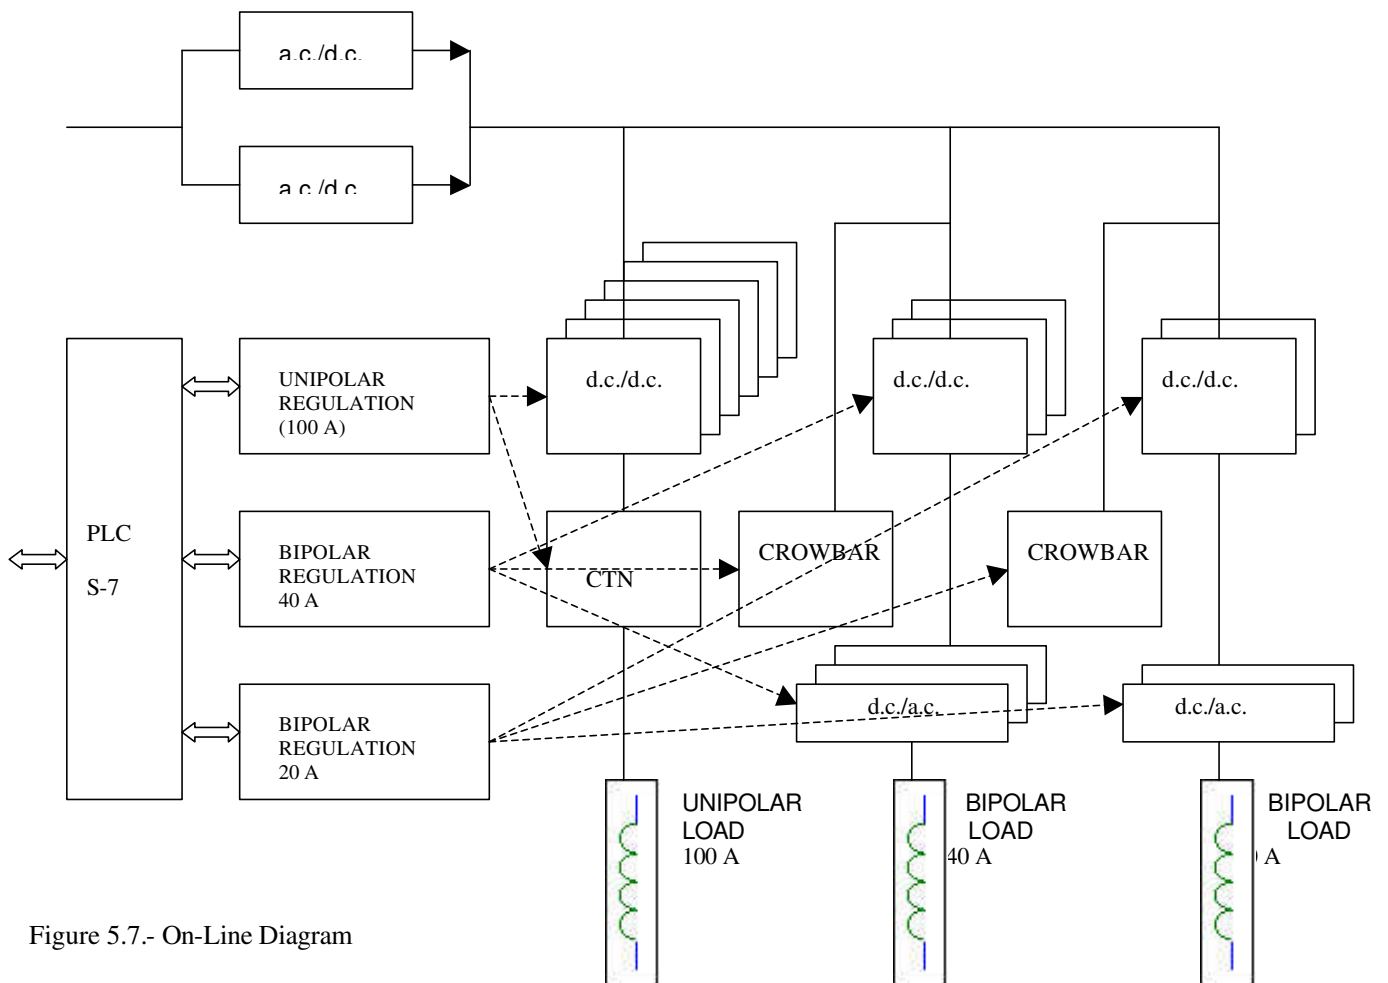 a.c./d.c.
a.c./d.c.
d.c./d.c.
d.c./d.c.
d.c./d.c.
UNIPOLAR
REGULATION
(100 A)
PLC
S-7
BIPOLAR
REGULATION
40 A
CTN
CROWBAR
CROWBAR
BIPOLAR
REGULATION
20 A
d.c./a.c.
d.c./a.c.
UNIPOLAR
LOAD
100 A
BIPOLAR
LOAD
40 A
BIPOLAR
LOAD
A
Figure 5.7.- On-Line Diagram